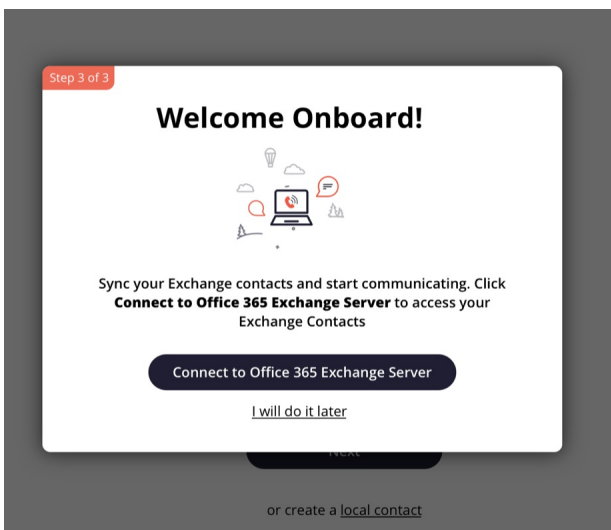 Step 3 of 3
Welcome Onboard!
Sync your Exchange contacts and start communicating. Click
Connect to Office 365 Exchange Server to access your
Exchange Contacts
Connect to Office 365 Exchange Server
I will do it later
Next
or create a local contact